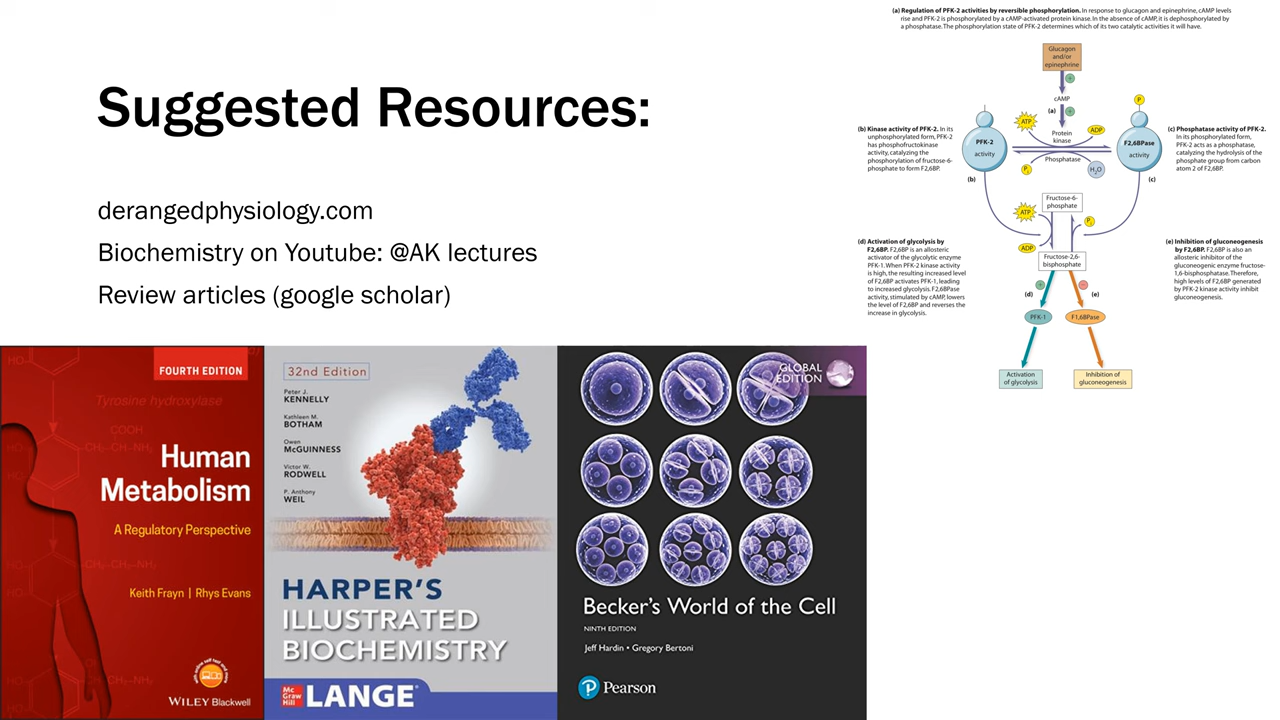 Suggested Resources:
derangedphysiology.com
Biochemistry on Youtube: @AK lectures
Review articles (google scholar)
(a) Regulation of PFK-2 activities by reversible phosphorylation. In response to glucagon and epinephrine, cAMP levels
rise and PFK-2 is phosphorylated by a cAMP-activated protein kinase. In the absence of cAMP, it is dephosphorylated by
a phosphatase. The phosphorylation state of PFK-2 determines which of its two catalytic activities it will have.
Glucagon
and/or
epinephrine
+
cAMP
(a)
+
ATP
Protein
kinase
ADP
P
Phosphatase
Pi
H2O
PFK-2
activity
(b)
F2,6BPase
activity
(c)
(b) Kinase activity of PFK-2. In its
unphosphorylated form, PFK-2
has phosphofructokinase
activity, catalyzing the
phosphorylation of fructose-6-
phosphate to form F2,6BP.
(c) Phosphatase activity of PFK-2.
In its phosphorylated form,
PFK-2 acts as a phosphatase,
catalyzing the hydrolysis of the
phosphate group from carbon
atom 2 of F2,6BP.
Fructose-6-
phosphate
ATP
Pi
ADP
Fructose-2,6-
bisphosphate
(d) Activation of glycolysis by
F2,6BP. F2,6BP is an allosteric
activator of the glycolytic enzyme
PFK-1. When PFK-2 kinase activity
is high, the resulting increased level
of F2,6BP activates PFK-1, leading
to increased glycolysis. F2,6BPase
activity, stimulated by cAMP, lowers
the level of F2,6BP and reverses the
increase in glycolysis.
(e) Inhibition of gluconeogenesis
by F2,6BP. F2,6BP is also an
allosteric inhibitor of the
gluconeogenic enzyme fructose-
1,6-bisphosphatase. Therefore,
high levels of F2,6BP generated
by PFK-2 kinase activity inhibit
gluconeogenesis.
+
−
(d)
(e)
PFK-1
F1,6BPase
Activation
of glycolysis
Inhibition of
gluconeogenesis
FOURTH EDITION
HO
Tyrosine hydroxylase
COOH
CH2-CH-NH2
Human
Metabolism
A Regulatory Perspective
CH2-CH2-NH2
Keith Frayn | Rhys Evans
WILEY Blackwell
32nd Edition
Peter J.
KENNELLY
Kathleen M.
BOTHAM
Owen
McGUINNESS
Victor W.
RODWELL
P. Anthony
WEIL
HARPER'S
ILLUSTRATED
BIOCHEMISTRY
Mc
Graw
Hill
LANGE®
GLOBAL
EDITION
Becker's World of the Cell
NINTH EDITION
Jeff Hardin • Gregory Bertoni
P Pearson